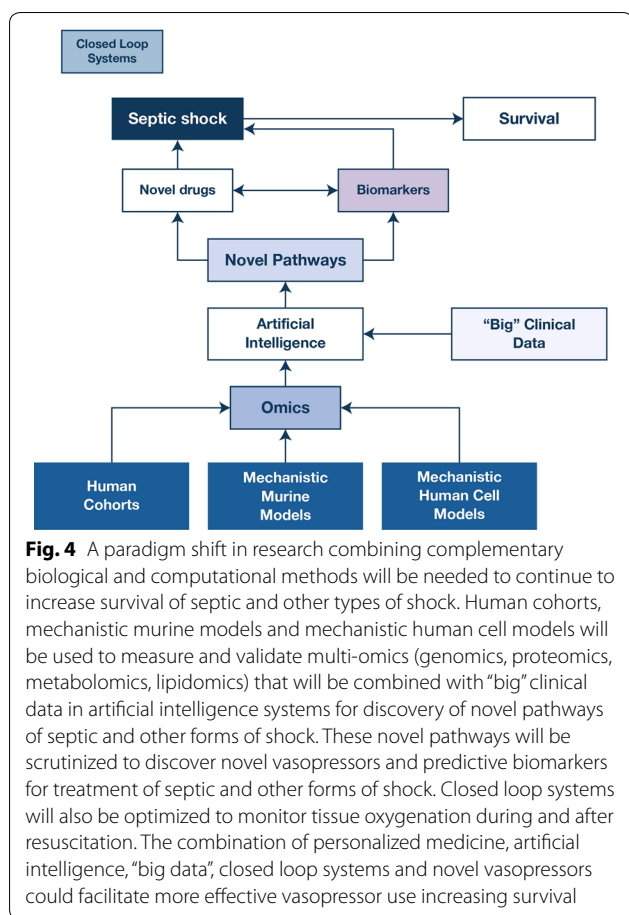 Closed Loop
Systems
Septic shock
Survival
Novel drugs
Biomarkers
Novel Pathways
Artificial
Intelligence
“Big” Clinical
Data
Omics
Human
Cohorts
Mechanistic
Murine
Models
Mechanistic
Human Cell
Models
Fig. 4 A paradigm shift in research combining complementary
biological and computational methods will be needed to continue to
increase survival of septic and other types of shock. Human cohorts,
mechanistic murine models and mechanistic human cell models will
be used to measure and validate multi-omics (genomics, proteomics,
metabolomics, lipidomics) that will be combined with “big” clinical
data in artificial intelligence systems for discovery of novel pathways
of septic and other forms of shock. These novel pathways will be
scrutinized to discover novel vasopressors and predictive biomarkers
for treatment of septic and other forms of shock. Closed loop systems
will also be optimized to monitor tissue oxygenation during and after
resuscitation. The combination of personalized medicine, artificial
intelligence, “big data”, closed loop systems and novel vasopressors
could facilitate more effective vasopressor use increasing survival